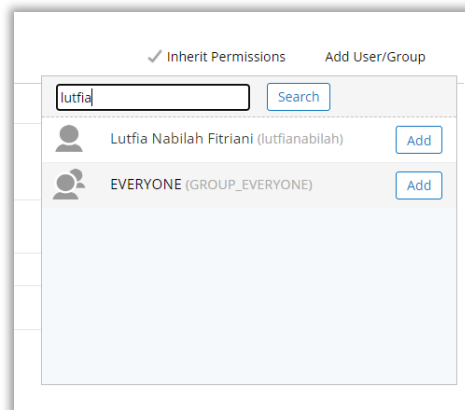 Inherit Permissions Add User/Group
lutfia Search
Lutfia Nabilah Fitriani (lutfianabilah) Add
EVERYONE (GROUP_EVERYONE) Add